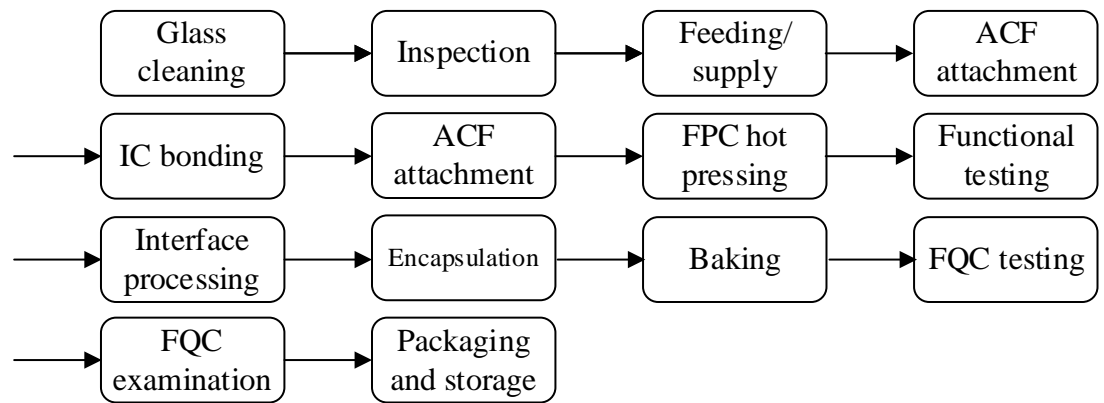 Glass
cleaning
Inspection
Feeding/
supply
ACF
attachment
IC bonding
ACF
attachment
FPC hot
pressing
Functional
testing
Interface
processing
Encapsulation
Baking
FQC testing
FQC
examination
Packaging
and storage